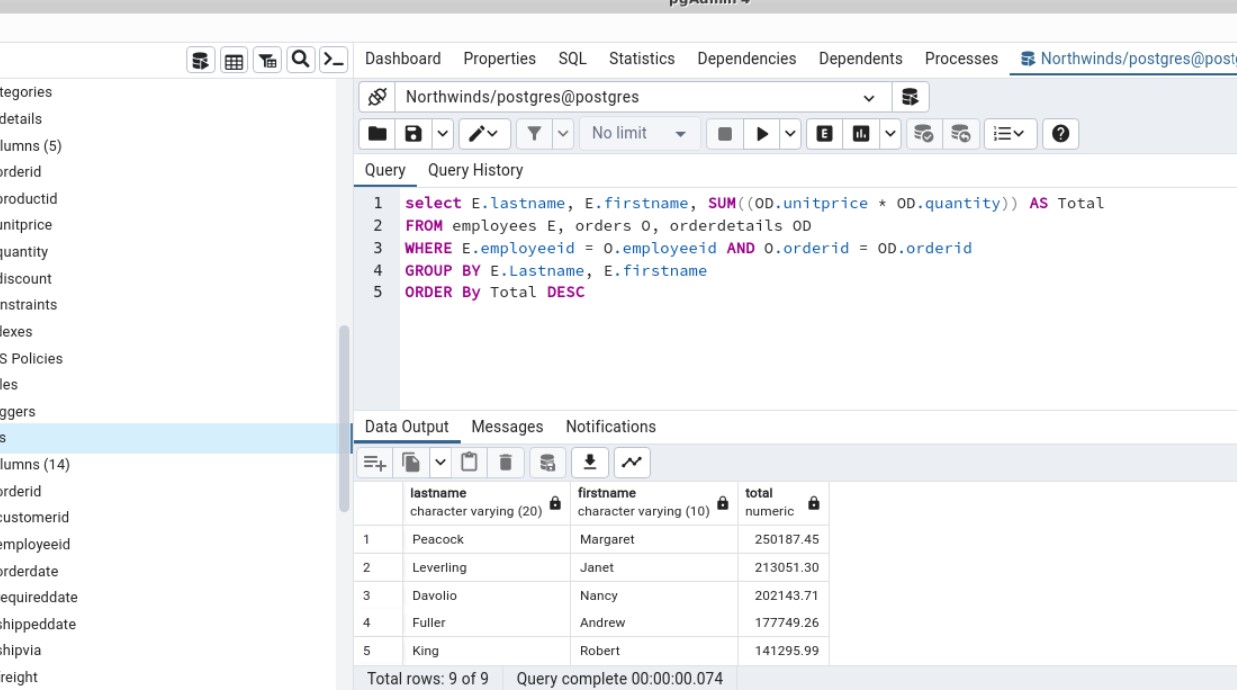 pgAdmin 4
Dashboard Properties SQL Statistics Dependencies Dependents Processes Northwinds/postgres@post
Northwinds/postgres@postgres
No limit
E
Query Query History
1 select E.lastname, E.firstname, SUM((OD.unitprice * OD.quantity)) AS Total
2 FROM employees E, orders O, orderdetails OD
3 WHERE E.employeeid = O.employeeid AND O.orderid = OD.orderid
4 GROUP BY E.Lastname, E.firstname
5 ORDER By Total DESC
tegories
details
lumns (5)
orderid
productid
unitprice
quantity
discount
nstraints
dexes
S Policies
les
ggers
s
lumns (14)
orderid
customerid
employeeid
orderdate
requireddate
shippeddate
shipvia
freight
Data Output Messages Notifications
lastname firstname total
character varying (20) character varying (10) numeric
1 Peacock Margaret 250187.45
2 Leverling Janet 213051.30
3 Davolio Nancy 202143.71
4 Fuller Andrew 177749.26
5 King Robert 141295.99
Total rows: 9 of 9 Query complete 00:00:00.074